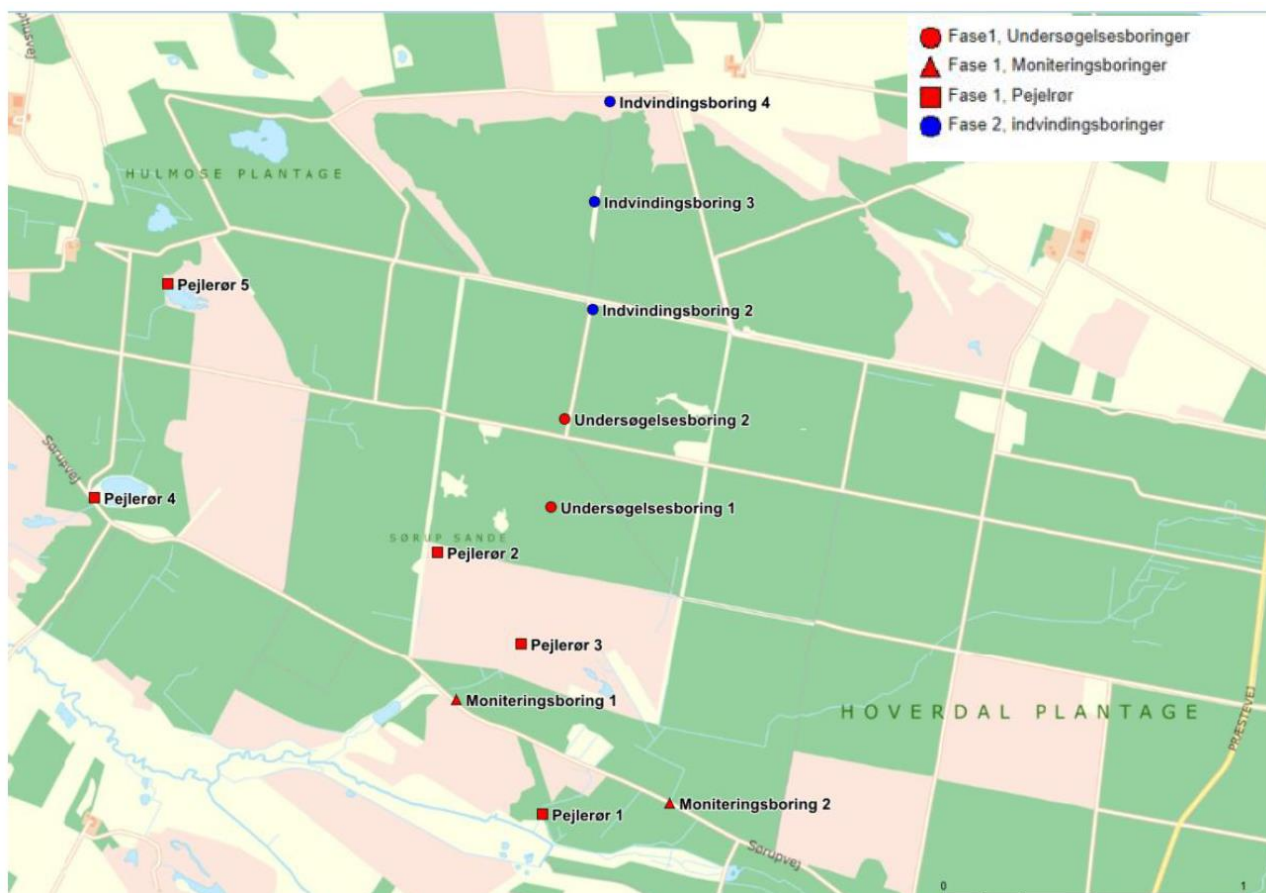 Fase1, Undersøgelsesboringer
Fase 1, Moniteringsboringer
Fase 1, Pejelrør
Fase 2, indvindingsboringer
Indvindingsboring 4
HULMOSE PLANTAGE
Indvindingsboring 3
Pejlerør 5
Indvindingsboring 2
Undersøgelsesboring 2
Sørupvej
Pejlerør 4
Undersøgelsesboring 1
SØRUP SANDE
Pejlerør 2
Pejlerør 3
Moniteringsboring 1
HOVERDAL PLANTAGE
PRÆSTEVEJ
Moniteringsboring 2
Pejlerør 1
Sørupvej
0 1